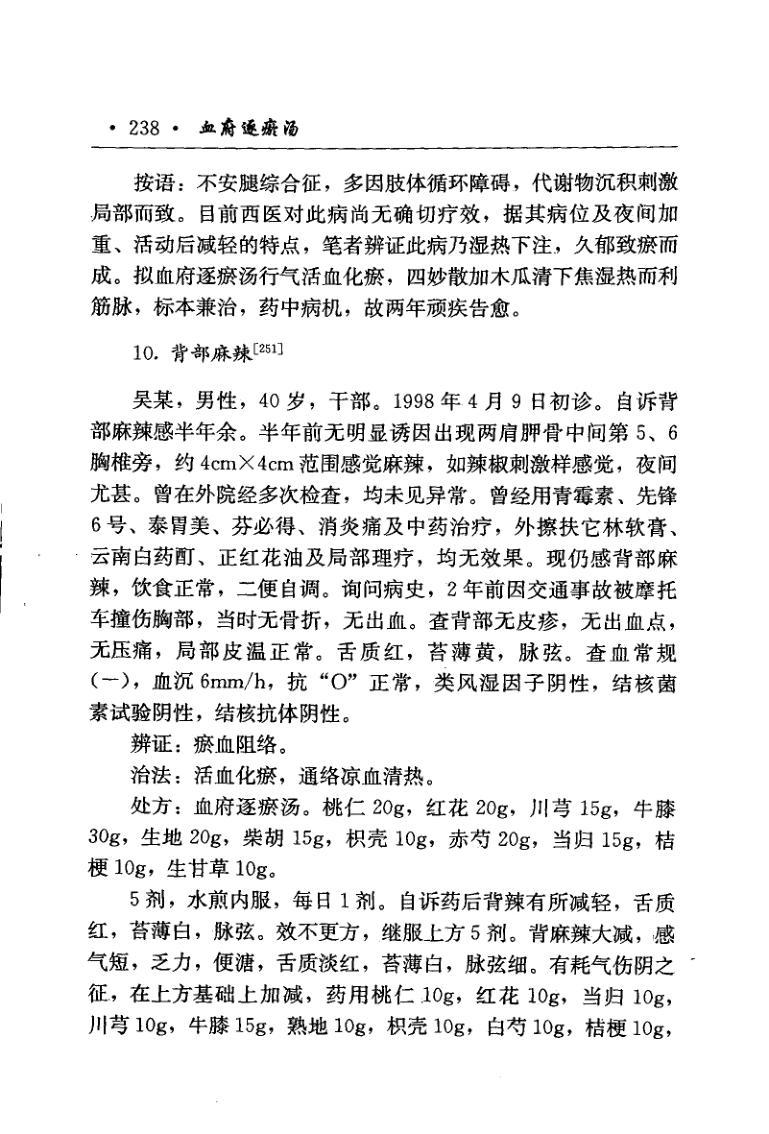 · 238 · 血府逐瘀汤
按语：不安腿综合征，多因肢体循环障碍，代谢物沉积刺激
局部而致。目前西医对此病尚无确切疗效，据其病位及夜间加
重、活动后减轻的特点，笔者辨证此病乃湿热下注，久郁致瘀而
成。拟血府逐瘀汤行气活血化瘀，四妙散加木瓜清下焦湿热而利
筋脉，标本兼治，药中病机，故两年顽疾告愈。
10. 背部麻辣[251]
吴某，男性，40 岁，干部。1998 年 4 月 9 日初诊。自诉背
部麻辣感半年余。半年前无明显诱因出现两肩胛骨中间第 5、6
胸椎旁，约 4cm×4cm 范围感觉麻辣，如辣椒刺激样感觉，夜间
尤甚。曾在外院经多次检查，均未见异常。曾经用青霉素、先锋
6 号、泰胃美、芬必得、消炎痛及中药治疗，外擦扶它林软膏、
云南白药酊、正红花油及局部理疗，均无效果。现仍感背部麻
辣，饮食正常，二便自调。询问病史，2 年前因交通事故被摩托
车撞伤胸部，当时无骨折，无出血。查背部无皮疹，无出血点，
无压痛，局部皮温正常。舌质红，苔薄黄，脉弦。查血常规
（一），血沉 6mm/h，抗“O”正常，类风湿因子阴性，结核菌
素试验阴性，结核抗体阴性。
辨证：瘀血阻络。
治法：活血化瘀，通络凉血清热。
处方：血府逐瘀汤。桃仁 20g，红花 20g，川芎 15g，牛膝
30g，生地 20g，柴胡 15g，枳壳 10g，赤芍 20g，当归 15g，桔
梗 10g，生甘草 10g。
5 剂，水煎内服，每日 1 剂。自诉药后背辣有所减轻，舌质
红，苔薄白，脉弦。效不更方，继服上方 5 剂。背麻辣大减，感
气短，乏力，便溏，舌质淡红，苔薄白，脉弦细。有耗气伤阴之
征，在上方基础上加减，药用桃仁 10g，红花 10g，当归 10g，
川芎 10g，牛膝 15g，熟地 10g，枳壳 10g，白芍 10g，桔梗 10g，